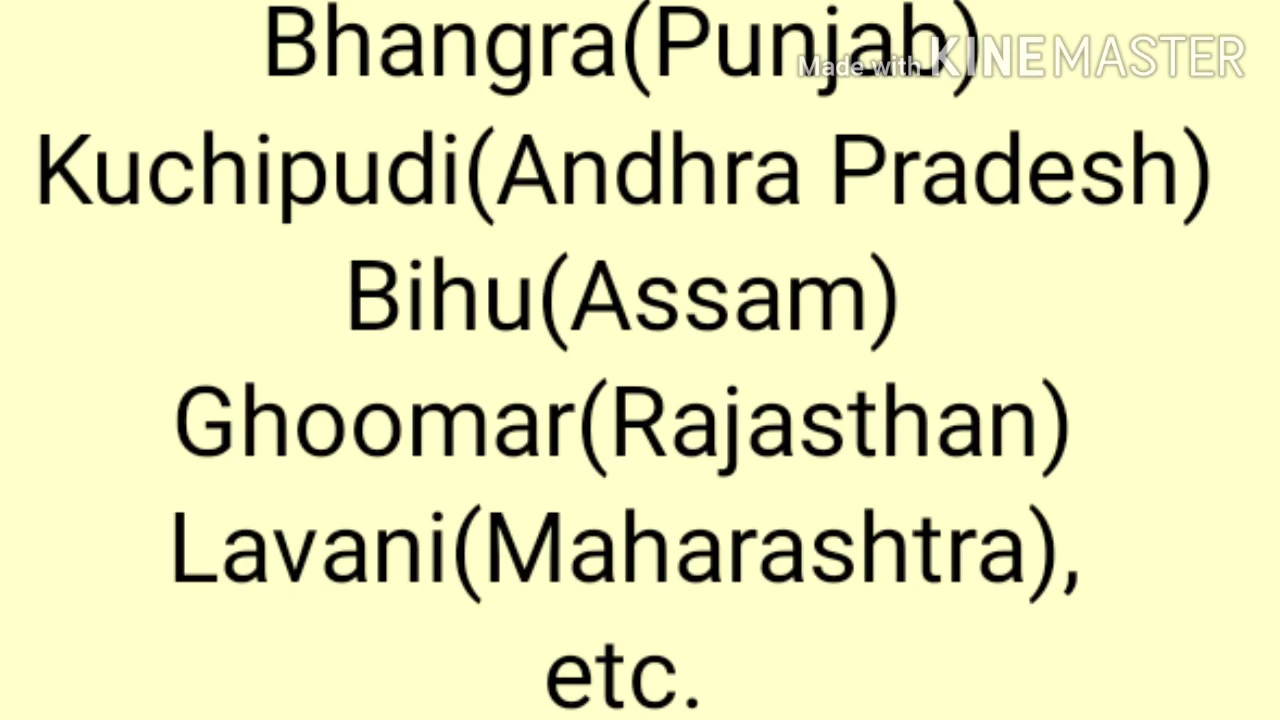 Bhangra(Punjab)
Made with KINEMASTER
Kuchipudi(Andhra Pradesh)
Bihu(Assam)
Ghoomar(Rajasthan)
Lavani(Maharashtra),
etc.